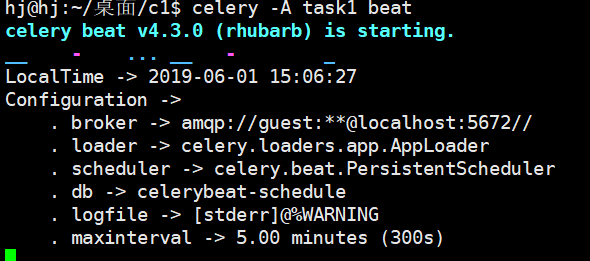 hj@hj:~/桌面/c1$ celery -A task1 beat
celery beat v4.3.0 (rhubarb) is starting.
__    -    ... __   -        _
LocalTime -> 2019-06-01 15:06:27
Configuration ->
    . broker -> amqp://guest:**@localhost:5672//
    . loader -> celery.loaders.app.AppLoader
    . scheduler -> celery.beat.PersistentScheduler
    . db -> celerybeat-schedule
    . logfile -> [stderr]@%WARNING
    . maxinterval -> 5.00 minutes (300s)